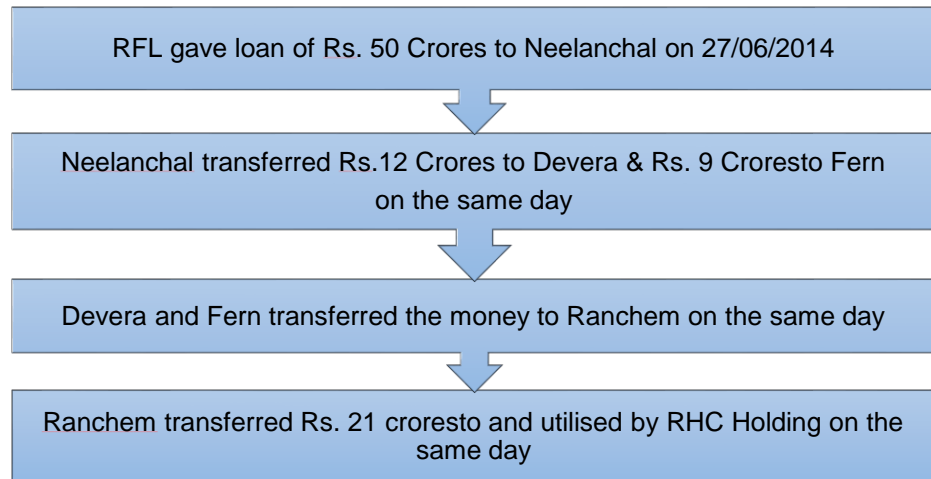 RFL gave loan of Rs. 50 Crores to Neelanchal on 27/06/2014
Neelanchal transferred Rs.12 Crores to Devera & Rs. 9 Croresto Fern
on the same day
Devera and Fern transferred the money to Ranchem on the same day
Ranchem transferred Rs. 21 croresto and utilised by RHC Holding on the
same day